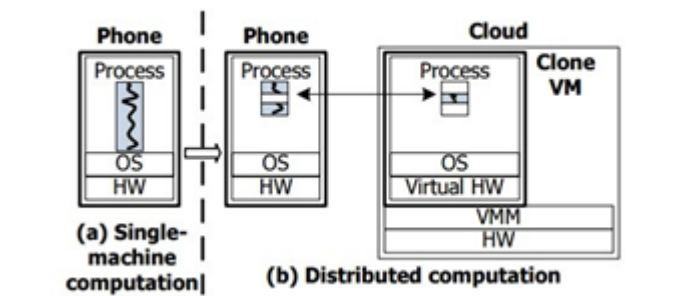 Phone
Process
OS
HW
(a) Single-
machine
computation
Phone
Process
OS
HW
Cloud
Clone
VM
Process
OS
Virtual HW
VMM
HW
(b) Distributed computation